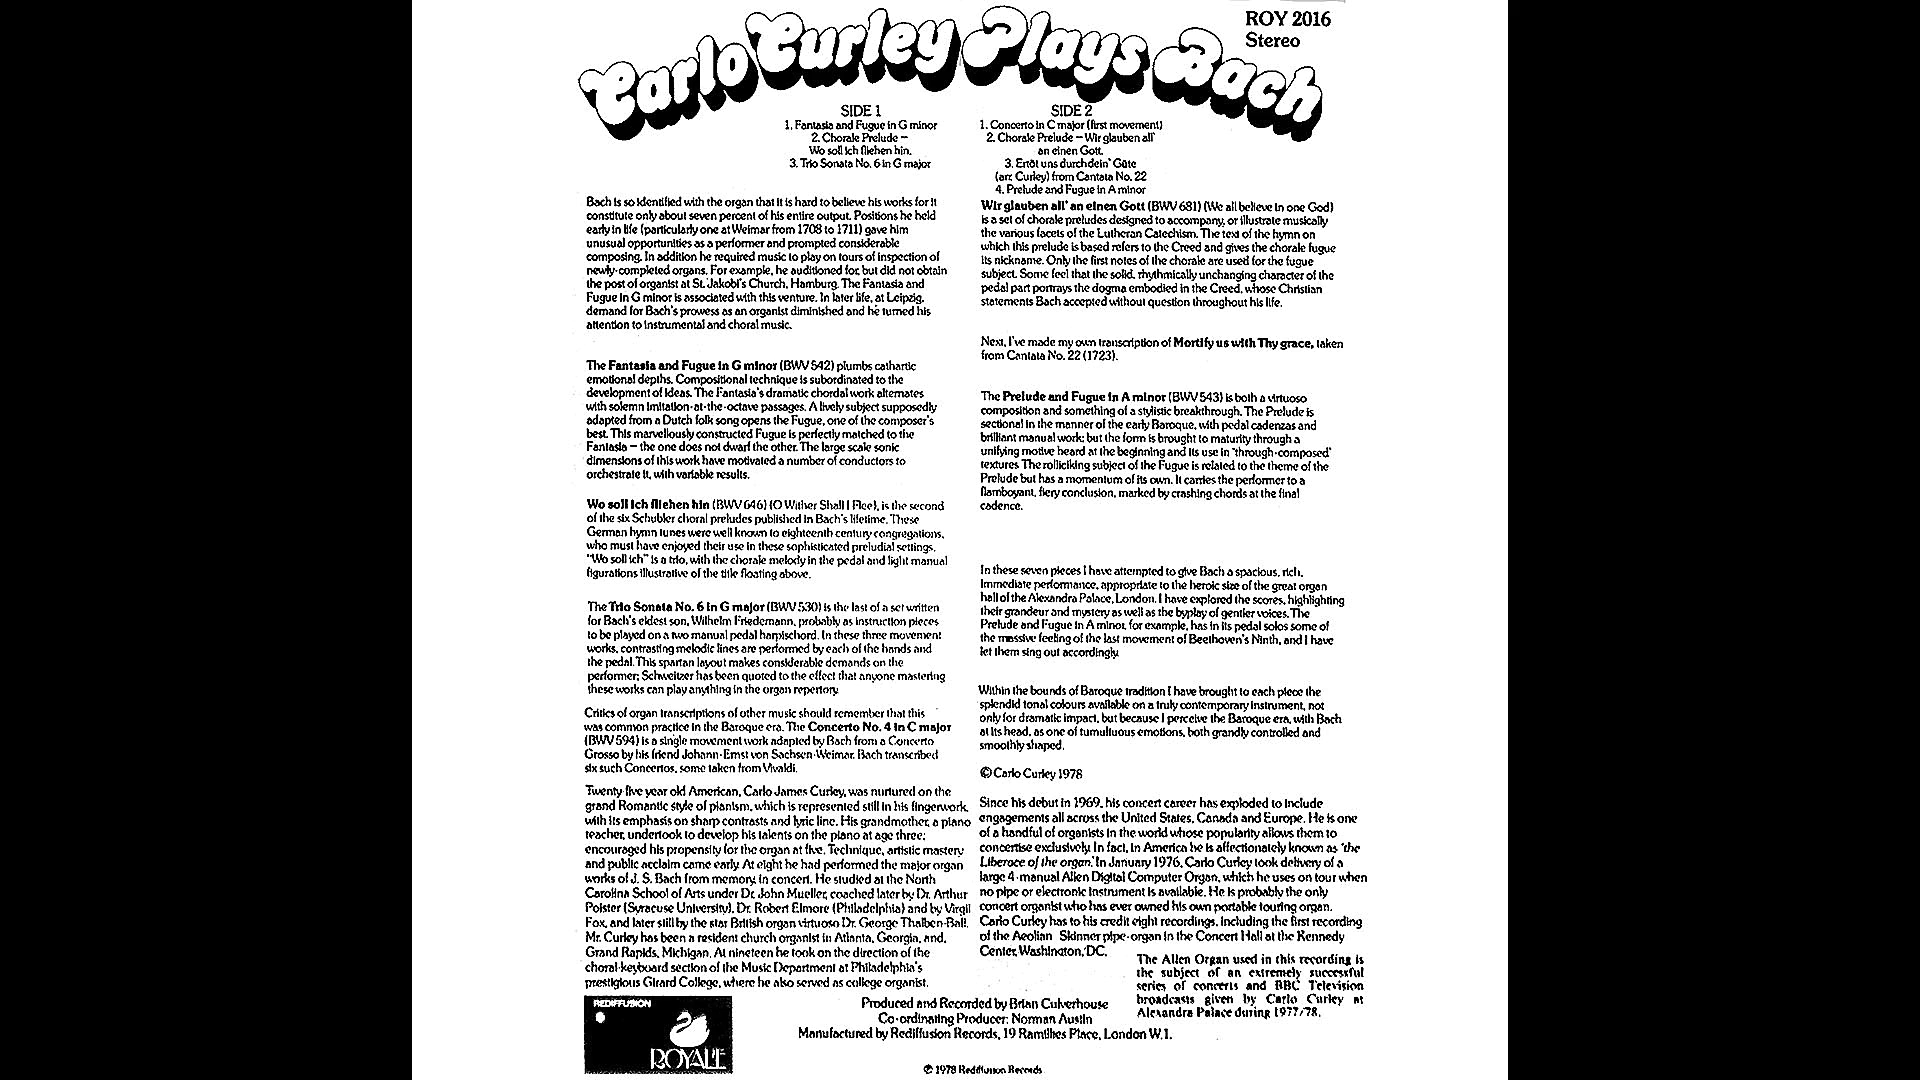 Carlo Curley Plays Bach
ROY 2016
Stereo
SIDE 1
1. Fantasia and Fugue in G minor
2. Chorale Prelude –
Wo soll ich fliehen hin.
3. Trio Sonata No. 6 in G major
SIDE 2
1. Concerto in C major (first movement)
2. Chorale Prelude – Wir glauben all'
an einen Gott.
3. Ertöt uns durch dein' Güte
(arr. Curley) from Cantata No. 22
4. Prelude and Fugue in A minor
Bach is so identified with the organ that it is hard to believe his works for it
constitute only about seven percent of his entire output. Positions he held
early in life (particularly one at Weimar from 1708 to 1711) gave him
unusual opportunities as a performer and prompted considerable
composing. In addition he required music to play on tours of inspection of
newly-completed organs. For example, he auditioned for, but did not obtain
the post of organist at St. Jakobi's Church, Hamburg. The Fantasia and
Fugue in G minor is associated with this venture. In later life, at Leipzig,
demand for Bach's prowess as an organist diminished and he turned his
attention to instrumental and choral music.
The Fantasia and Fugue in G minor (BWV 542) plumbs cathartic
emotional depths. Compositional technique is subordinated to the
development of ideas. The Fantasia's dramatic chordal work alternates
with solemn imitation-at-the-octave passages. A lively subject supposedly
adapted from a Dutch folk song opens the Fugue, one of the composer's
best. This marvellously constructed Fugue is perfectly matched to the
Fantasia – the one does not dwarf the other. The large scale sonic
dimensions of this work have motivated a number of conductors to
orchestrate it, with variable results.
Wo soll ich fliehen hin (BWV 646) (O Wither Shall I Flee), is the second
of the six Schubler choral preludes published in Bach's lifetime. These
German hymn tunes were well known to eighteenth century congregations,
who must have enjoyed their use in these sophisticated preludial settings.
"Wo soll ich" is a trio, with the chorale melody in the pedal and light manual
figurations illustrative of the title floating above.
The Trio Sonata No. 6 in G major (BWV 530) is the last of a set written
for Bach's eldest son, Wilhelm Friedemann, probably as instruction pieces
to be played on a two manual pedal harpischord. In these three movement
works, contrasting melodic lines are performed by each of the hands and
the pedal. This spartan layout makes considerable demands on the
performer; Schweitzer has been quoted to the effect that anyone mastering
these works can play anything in the organ repertory.
Critics of organ transcriptions of other music should remember that this
was common practice in the Baroque era. The Concerto No. 4 in C major
(BWV 594) is a single movement work adapted by Bach from a Concerto
Grosso by his friend Johann-Ernst von Sachsen-Weimar. Bach transcribed
six such Concertos, some taken from Vivaldi.
Twenty-five year old American, Carlo James Curley, was nurtured on the
grand Romantic style of pianism, which is represented still in his fingerwork,
with its emphasis on sharp contrasts and lyric line. His grandmother, a piano
teacher, undertook to develop his talents on the piano at age three;
encouraged his propensity for the organ at five. Technique, artistic mastery
and public acclaim came early. At eight he had performed the major organ
works of J. S. Bach from memory, in concert. He studied at the North
Carolina School of Arts under Dr. John Mueller, coached later by Dr. Arthur
Poister (Syracuse University), Dr. Robert Elmore (Philadelphia) and by Virgil
Fox, and later still by the star British organ virtuoso Dr. George Thalben-Ball.
Mr. Curley has been a resident church organist in Atlanta, Georgia, and,
Grand Rapids, Michigan. At nineteen he took on the direction of the
choral-keyboard section of the Music Department at Philadelphia's
prestigious Girard College, where he also served as college organist.
Wir glauben all' an einen Gott (BWV 681) (We all believe in one God)
is a set of chorale preludes designed to accompany, or illustrate musically
the various facets of the Lutheran Catechism. The text of the hymn on
which this prelude is based refers to the Creed and gives the chorale fugue
its nickname. Only the first notes of the chorale are used for the fugue
subject. Some feel that the solid, rhythmically unchanging character of the
pedal part portrays the dogma embodied in the Creed, whose Christian
statements Bach accepted without question throughout his life.
Next, I've made my own transcription of Mortify us with Thy grace, taken
from Cantata No. 22 (1723).
The Prelude and Fugue in A minor (BWV 543) is both a virtuoso
composition and something of a stylistic breakthrough. The Prelude is
sectional in the manner of the early Baroque, with pedal cadenzas and
brilliant manual work; but the form is brought to maturity through a
unifying motive heard at the beginning and its use in 'through-composed'
textures. The rollicking subject of the Fugue is related to the theme of the
Prelude but has a momentum of its own. It carries the performer to a
flamboyant, fiery conclusion, marked by crashing chords at the final
cadence.
In these seven pieces I have attempted to give Bach a spacious, rich,
immediate performance, appropriate to the heroic size of the great organ
hall of the Alexandra Palace, London. I have explored the scores, highlighting
their grandeur and mystery as well as the byplay of gentler voices. The
Prelude and Fugue in A minor, for example, has in its pedal solos some of
the massive feeling of the last movement of Beethoven's Ninth, and I have
let them sing out accordingly.
Within the bounds of Baroque tradition I have brought to each piece the
splendid tonal colours available on a truly contemporary instrument, not
only for dramatic impact, but because I perceive the Baroque era, with Bach
at its head, as one of tumultuous emotions, both grandly controlled and
smoothly shaped.
© Carlo Curley 1978
Since his debut in 1969, his concert career has exploded to include
engagements all across the United States, Canada and Europe. He is one
of a handful of organists in the world whose popularity allows them to
concertise exclusively. In fact, in America he is affectionately known as 'the
Liberace of the organ.' In January 1976, Carlo Curley took delivery of a
large 4-manual Allen Digital Computer Organ, which he uses on tour when
no pipe or electronic instrument is available. He is probably the only
concert organist who has ever owned his own portable touring organ.
Carlo Curley has to his credit eight recordings, including the first recording
of the Aeolian Skinner pipe-organ in the Concert Hall at the Kennedy
Center, Washington, DC.
The Allen Organ used in this recording is
the subject of an extremely successful
series of concerts and BBC Television
broadcasts given by Carlo Curley at
Alexandra Palace during 1977/78.
REDIFFUSION
ROYALE
Produced and Recorded by Brian Culverhouse
Co-ordinating Producer: Norman Austin
Manufactured by Rediffusion Records, 19 Ramillies Place, London W.1.
℗ 1978 Rediffusion Records